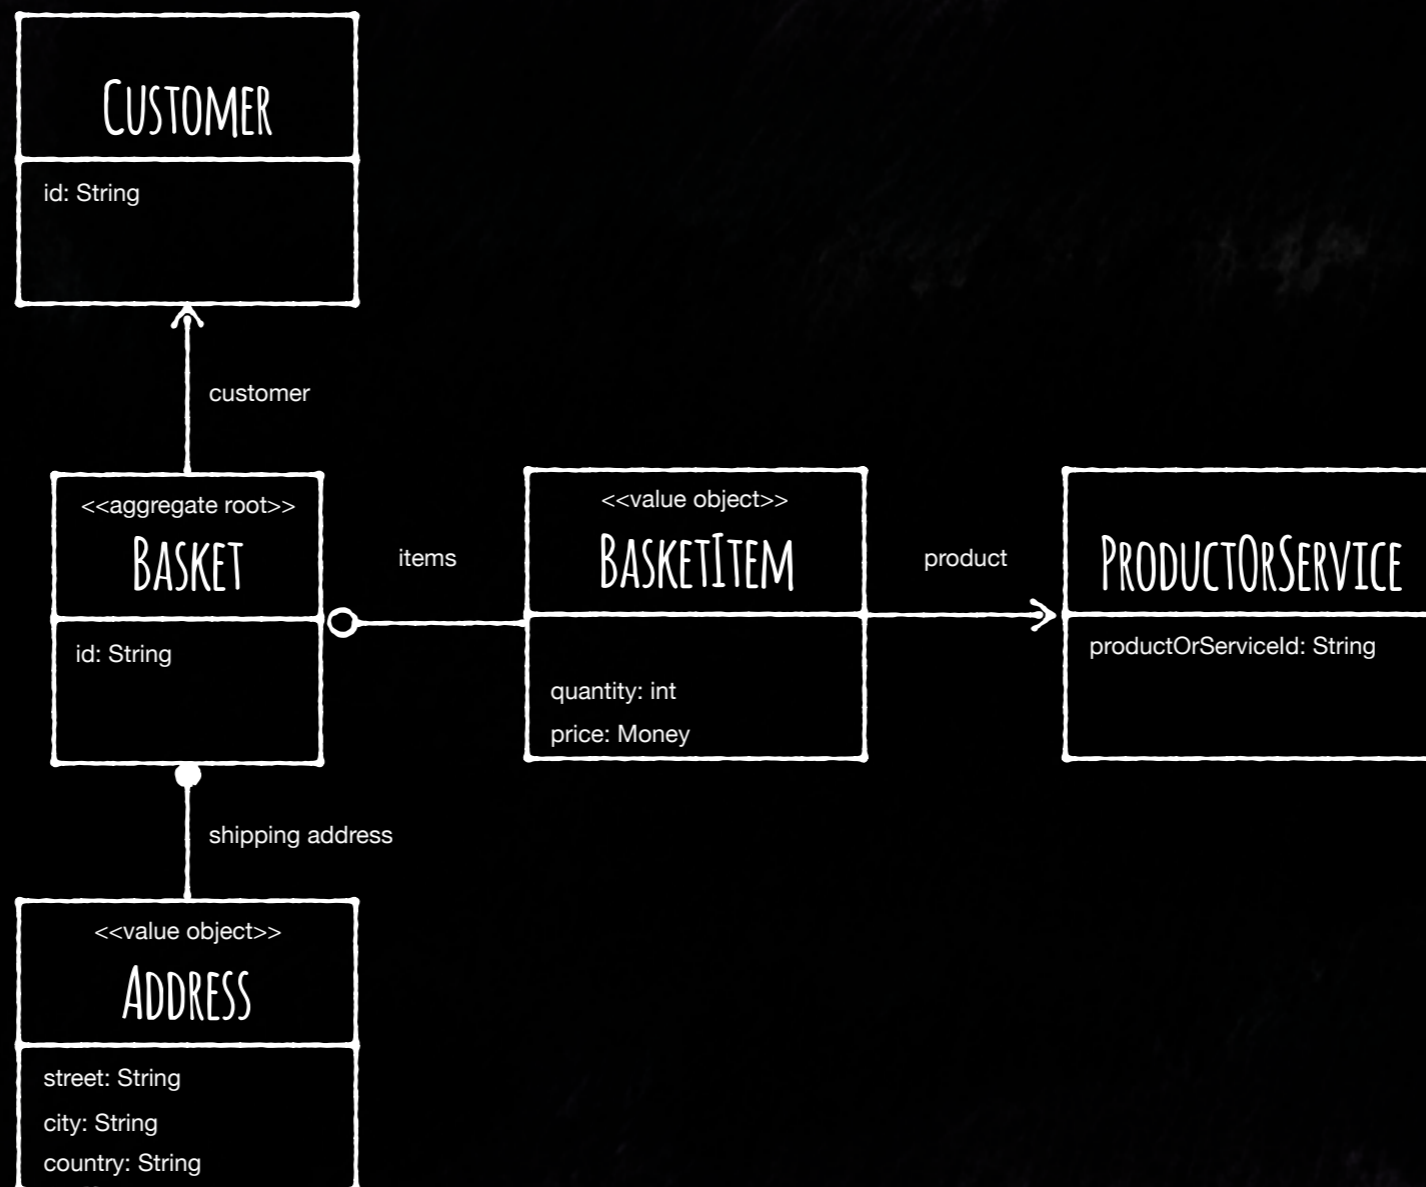 Customer
id: String
customer
<<aggregate root>>
Basket
id: String
items
<<value object>>
BasketItem
quantity: int
price: Money
product
ProductOrService
productOrServiceId: String
shipping address
<<value object>>
Address
street: String
city: String
country: String